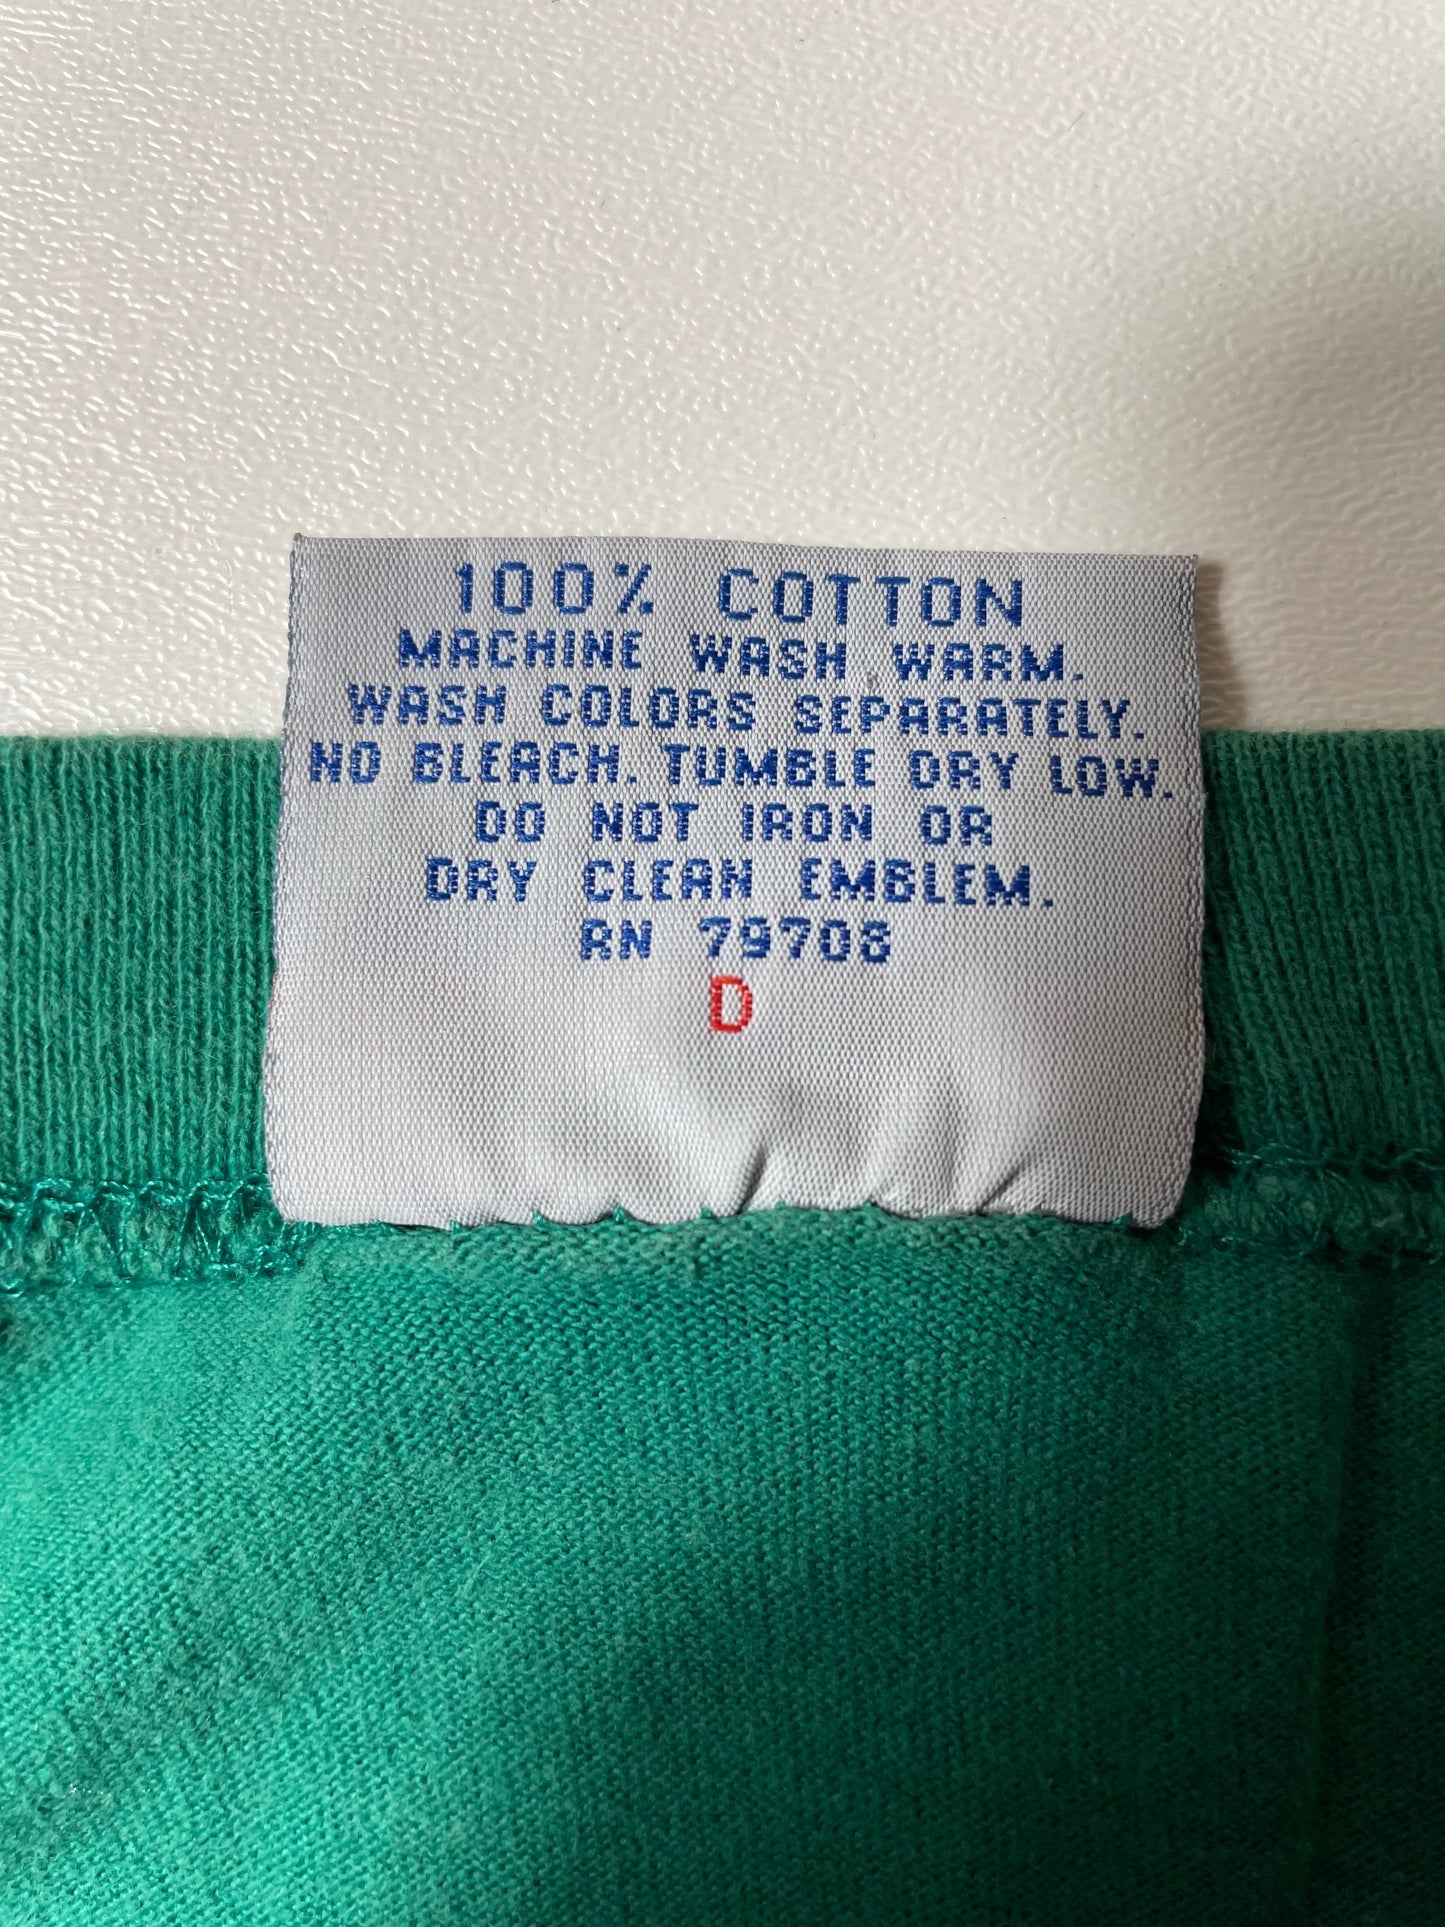 100% COTTON
MACHINE WASH WARM.
WASH COLORS SEPARATELY.
NO BLEACH. TUMBLE DRY LOW.
DO NOT IRON OR
DRY CLEAN EMBLEM.
RN 79708
D